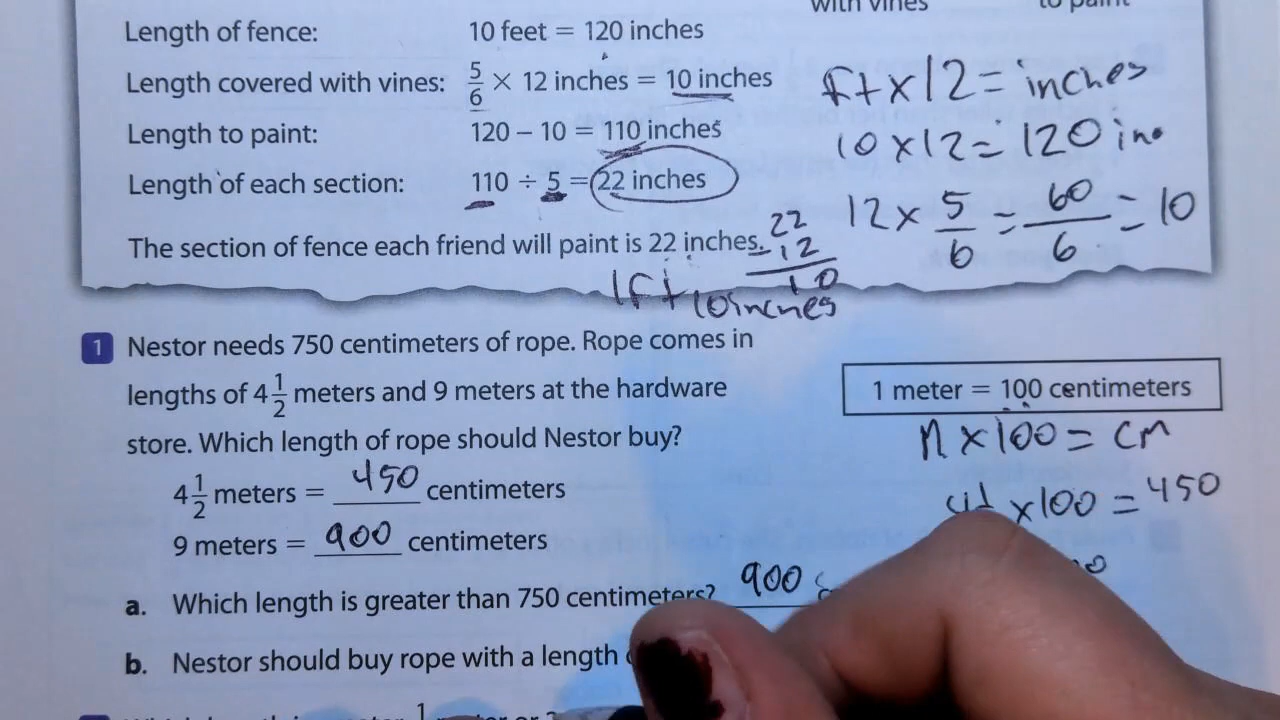 with vines to paint
Length of fence: 10 feet = 120 inches
Length covered with vines: 5/6 × 12 inches = 10 inches
ft x 12 = inches
Length to paint: 120 – 10 = 110 inches
10 x 12 = 120 in.
Length of each section: 110 ÷ 5 = 22 inches
12 x 5/6 = 60/6 = 10
The section of fence each friend will paint is 22 inches.
22
- 12
10
1ft 10 inches
1 Nestor needs 750 centimeters of rope. Rope comes in
lengths of 4 1/2 meters and 9 meters at the hardware
store. Which length of rope should Nestor buy?
1 meter = 100 centimeters
m x 100 = cm
4 1/2 meters = 450 centimeters
x 100 = 450
9 meters = 900 centimeters
a. Which length is greater than 750 centimeters? 900
b. Nestor should buy rope with a length